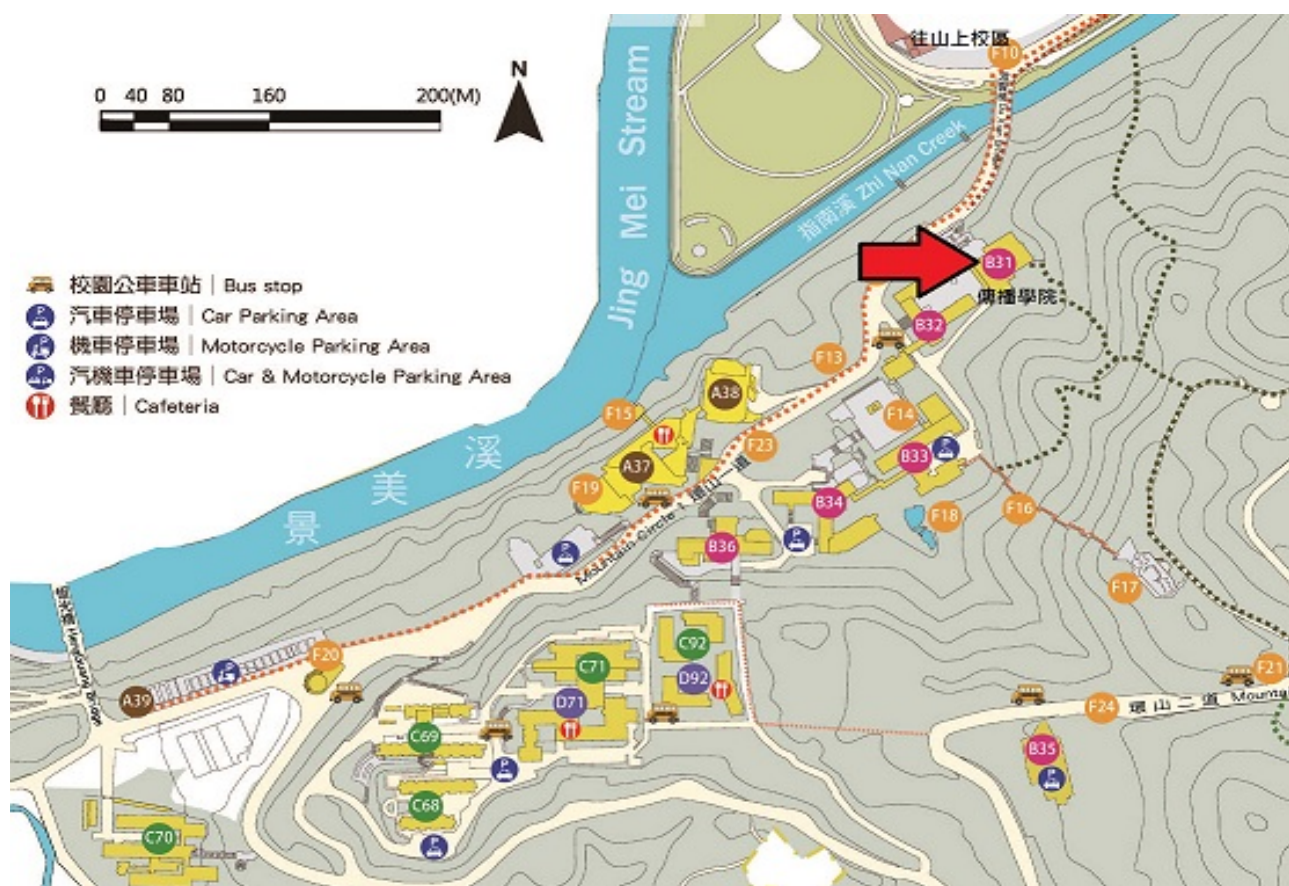 0 40 80 160 200(M)
N
校園公車車站 | Bus stop
汽車停車場 | Car Parking Area
機車停車場 | Motorcycle Parking Area
汽機車停車場 | Car & Motorcycle Parking Area
餐廳 | Cafeteria
Jing Mei Stream
景美溪
指南溪 Zhi Nan Creek
往山上校區
F10
B31
傳播學院
B32
F13
A38
F15
F14
F23
A37
B33
F19
B34
F18
F16
Mountain Circle 1 環山一道
B36
F17
C92
C71
F20
D92
F21
A39
D71
F24
環山二道 Mounta
C69
B35
C68
C70